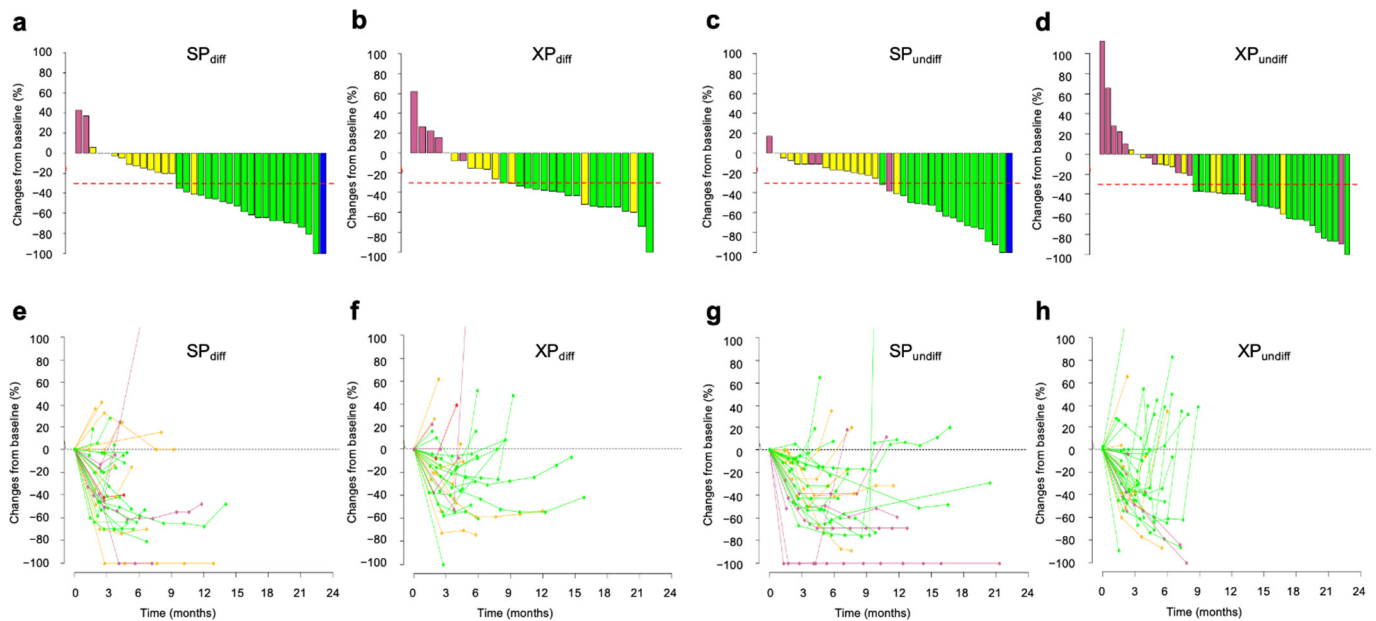 a
SPdiff
Changes from baseline (%)
100
80
60
40
20
0
−20
−40
−60
−80
−100
b
XPdiff
Changes from baseline (%)
100
80
60
40
20
0
−20
−40
−60
−80
−100
c
SPundiff
Changes from baseline (%)
100
80
60
40
20
0
−20
−40
−60
−80
−100
d
XPundiff
Changes from baseline (%)
100
80
60
40
20
0
−20
−40
−60
−80
−100
e
SPdiff
Changes from baseline (%)
100
80
60
40
20
0
−20
−40
−60
−80
−100
0 3 6 9 12 15 18 21 24
Time (months)
f
XPdiff
Changes from baseline (%)
100
80
60
40
20
0
−20
−40
−60
−80
−100
0 3 6 9 12 15 18 21 24
Time (months)
g
SPundiff
Changes from baseline (%)
100
80
60
40
20
0
−20
−40
−60
−80
−100
0 3 6 9 12 15 18 21 24
Time (months)
h
XPundiff
Changes from baseline (%)
100
80
60
40
20
0
−20
−40
−60
−80
−100
0 3 6 9 12 15 18 21 24
Time (months)